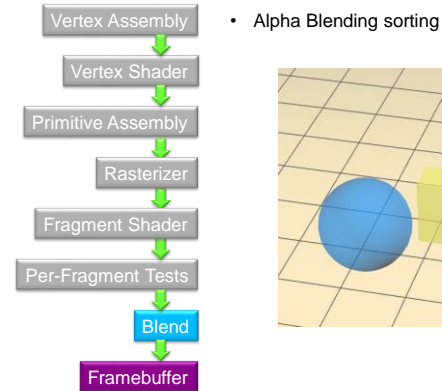 Vertex Assembly
Vertex Shader
Primitive Assembly
Rasterizer
Fragment Shader
Per-Fragment Tests
Blend
Framebuffer
• Alpha Blending sorting